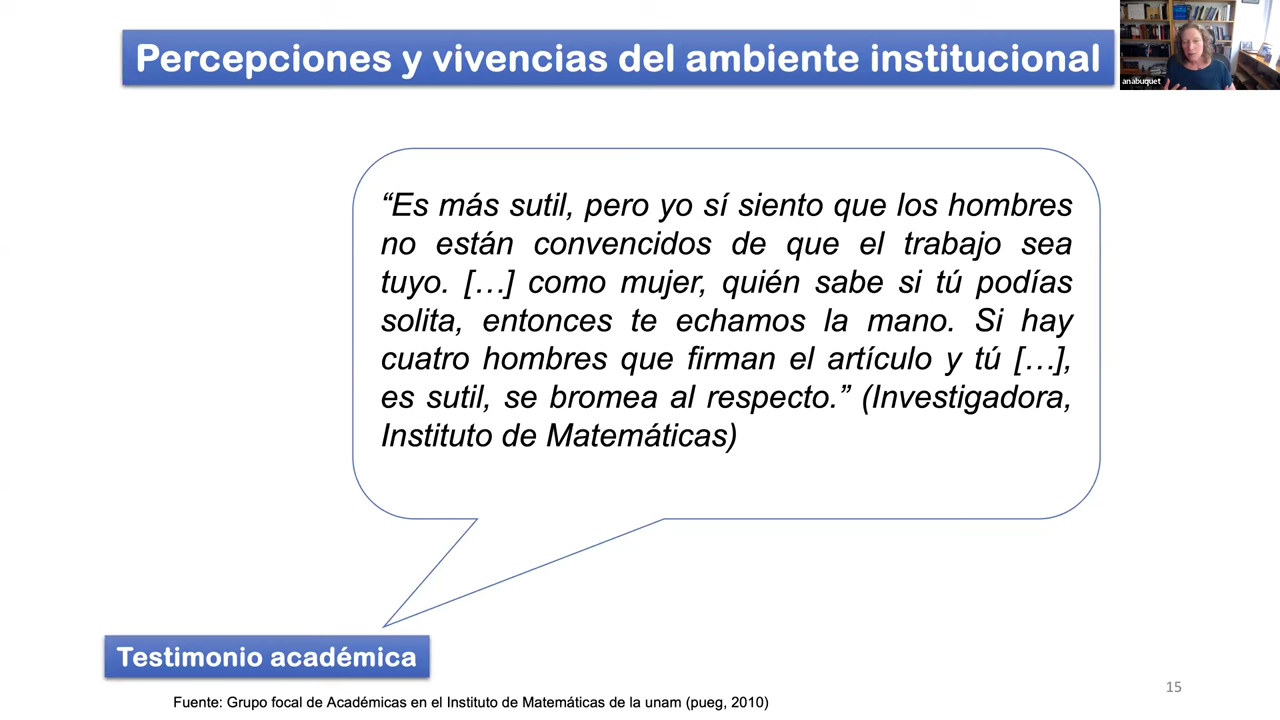 Percepciones y vivencias del ambiente institucional
anabuquet
“Es más sutil, pero yo sí siento que los hombres
no están convencidos de que el trabajo sea
tuyo. […] como mujer, quién sabe si tú podías
solita, entonces te echamos la mano. Si hay
cuatro hombres que firman el artículo y tú […],
es sutil, se bromea al respecto.” (Investigadora,
Instituto de Matemáticas)
Testimonio académica
15
Fuente: Grupo focal de Académicas en el Instituto de Matemáticas de la unam (pueg, 2010)